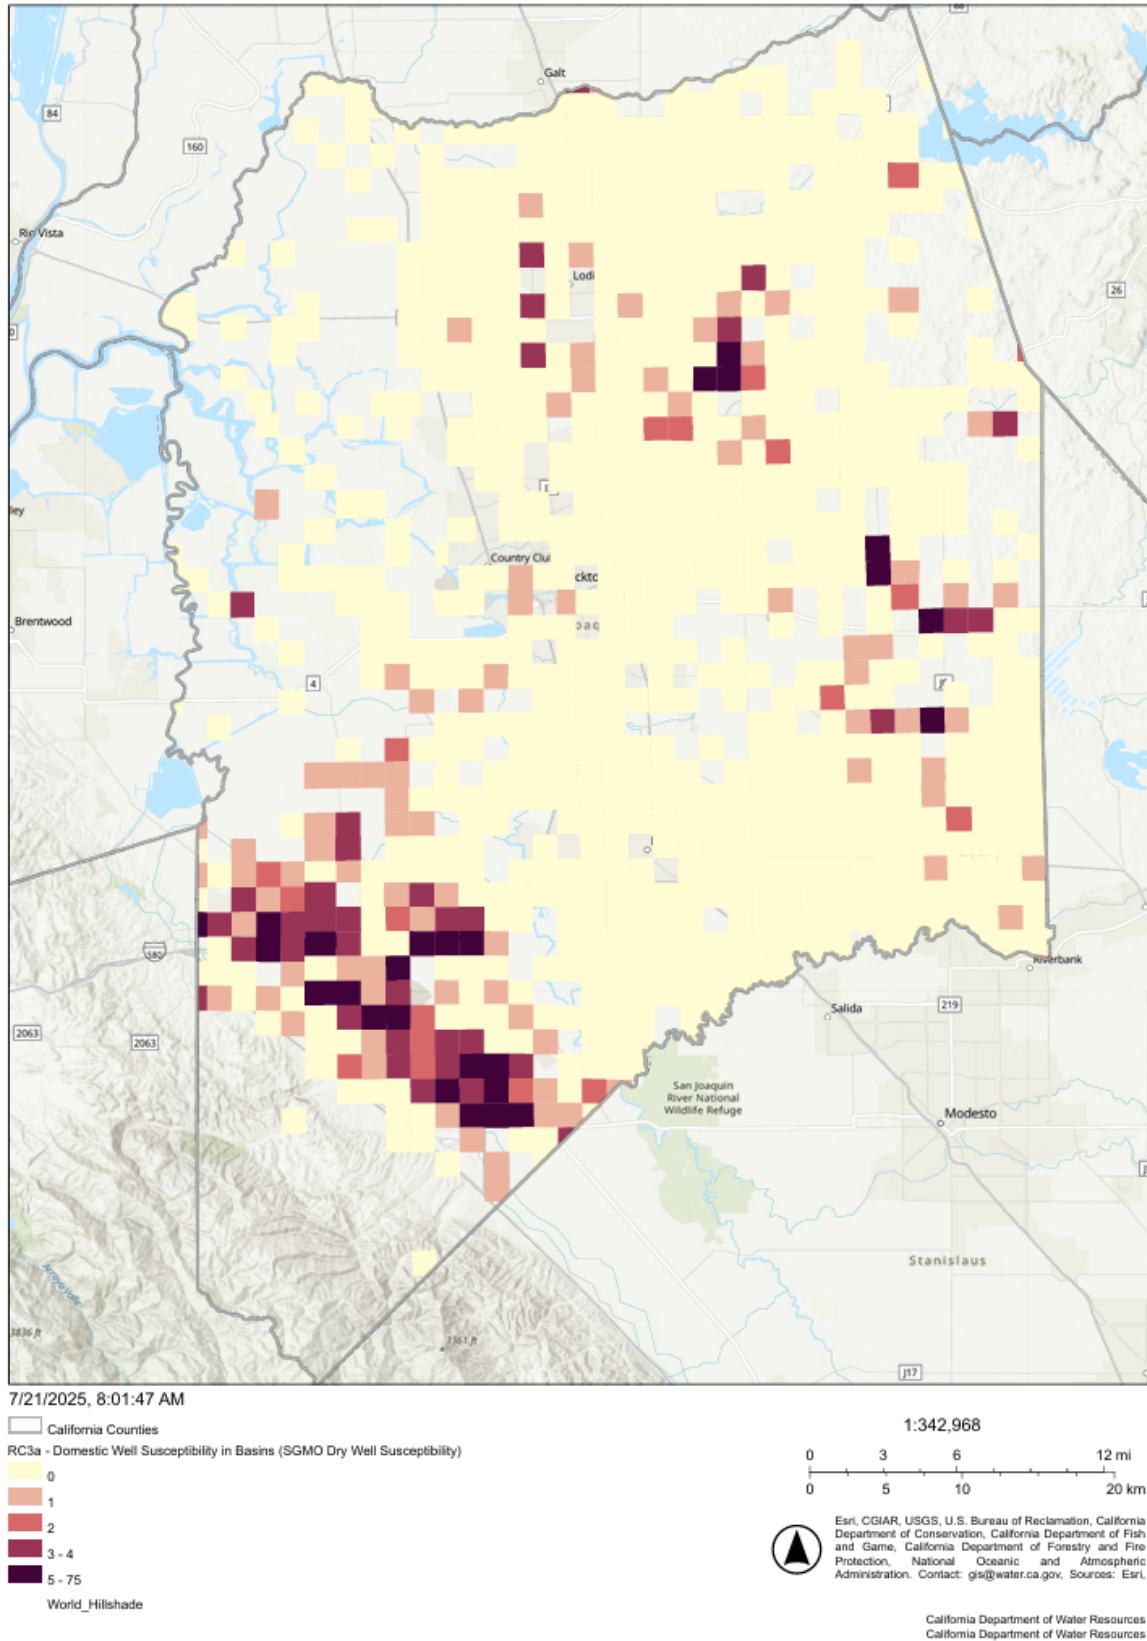 88
Galt
84
160
Rio Vista
Lodi
26
ley
Country Clu
ckto
Brentwood
oaq
4
J
580
Riverbank
219
Salida
2063
2063
San Joaquin
River National
Wildlife Refuge
Modesto
Stanislaus
Arroyo Valle
3836 ft
3361 ft
J17
7/21/2025, 8:01:47 AM
California Counties
RC3a - Domestic Well Susceptibility in Basins (SGMO Dry Well Susceptibility)
0
1
2
3 - 4
5 - 75
World_Hillshade
1:342,968
0 3 6 12 mi
0 5 10 20 km
Esri, CGIAR, USGS, U.S. Bureau of Reclamation, California
Department of Conservation, California Department of Fish
and Game, California Department of Forestry and Fire
Protection, National Oceanic and Atmospheric
Administration. Contact: gis@water.ca.gov, Sources: Esri,
California Department of Water Resources
California Department of Water Resources